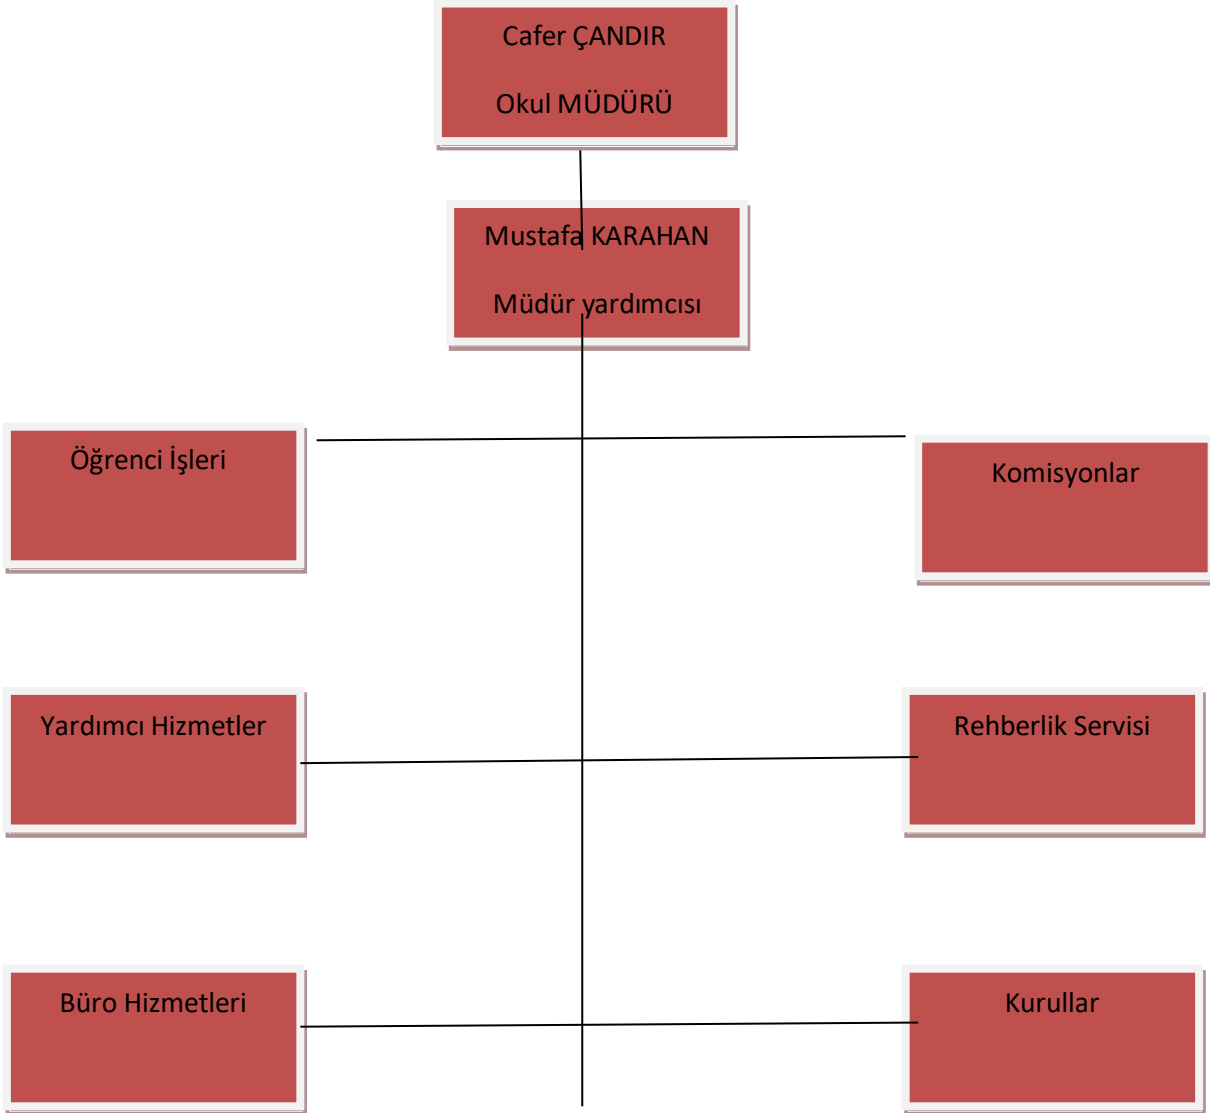 Cafer ÇANDIR
Okul MÜDÜRÜ
Mustafa KARAHAN
Müdür yardımcısı
Öğrenci İşleri
Komisyonlar
Yardımcı Hizmetler
Rehberlik Servisi
Büro Hizmetleri
Kurullar